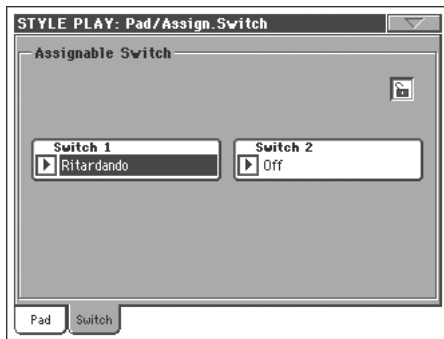 STYLE PLAY: Pad/Assign.Switch
Assignable Switch
Switch 1
Ritardando
Switch 2
Off
Pad
Switch